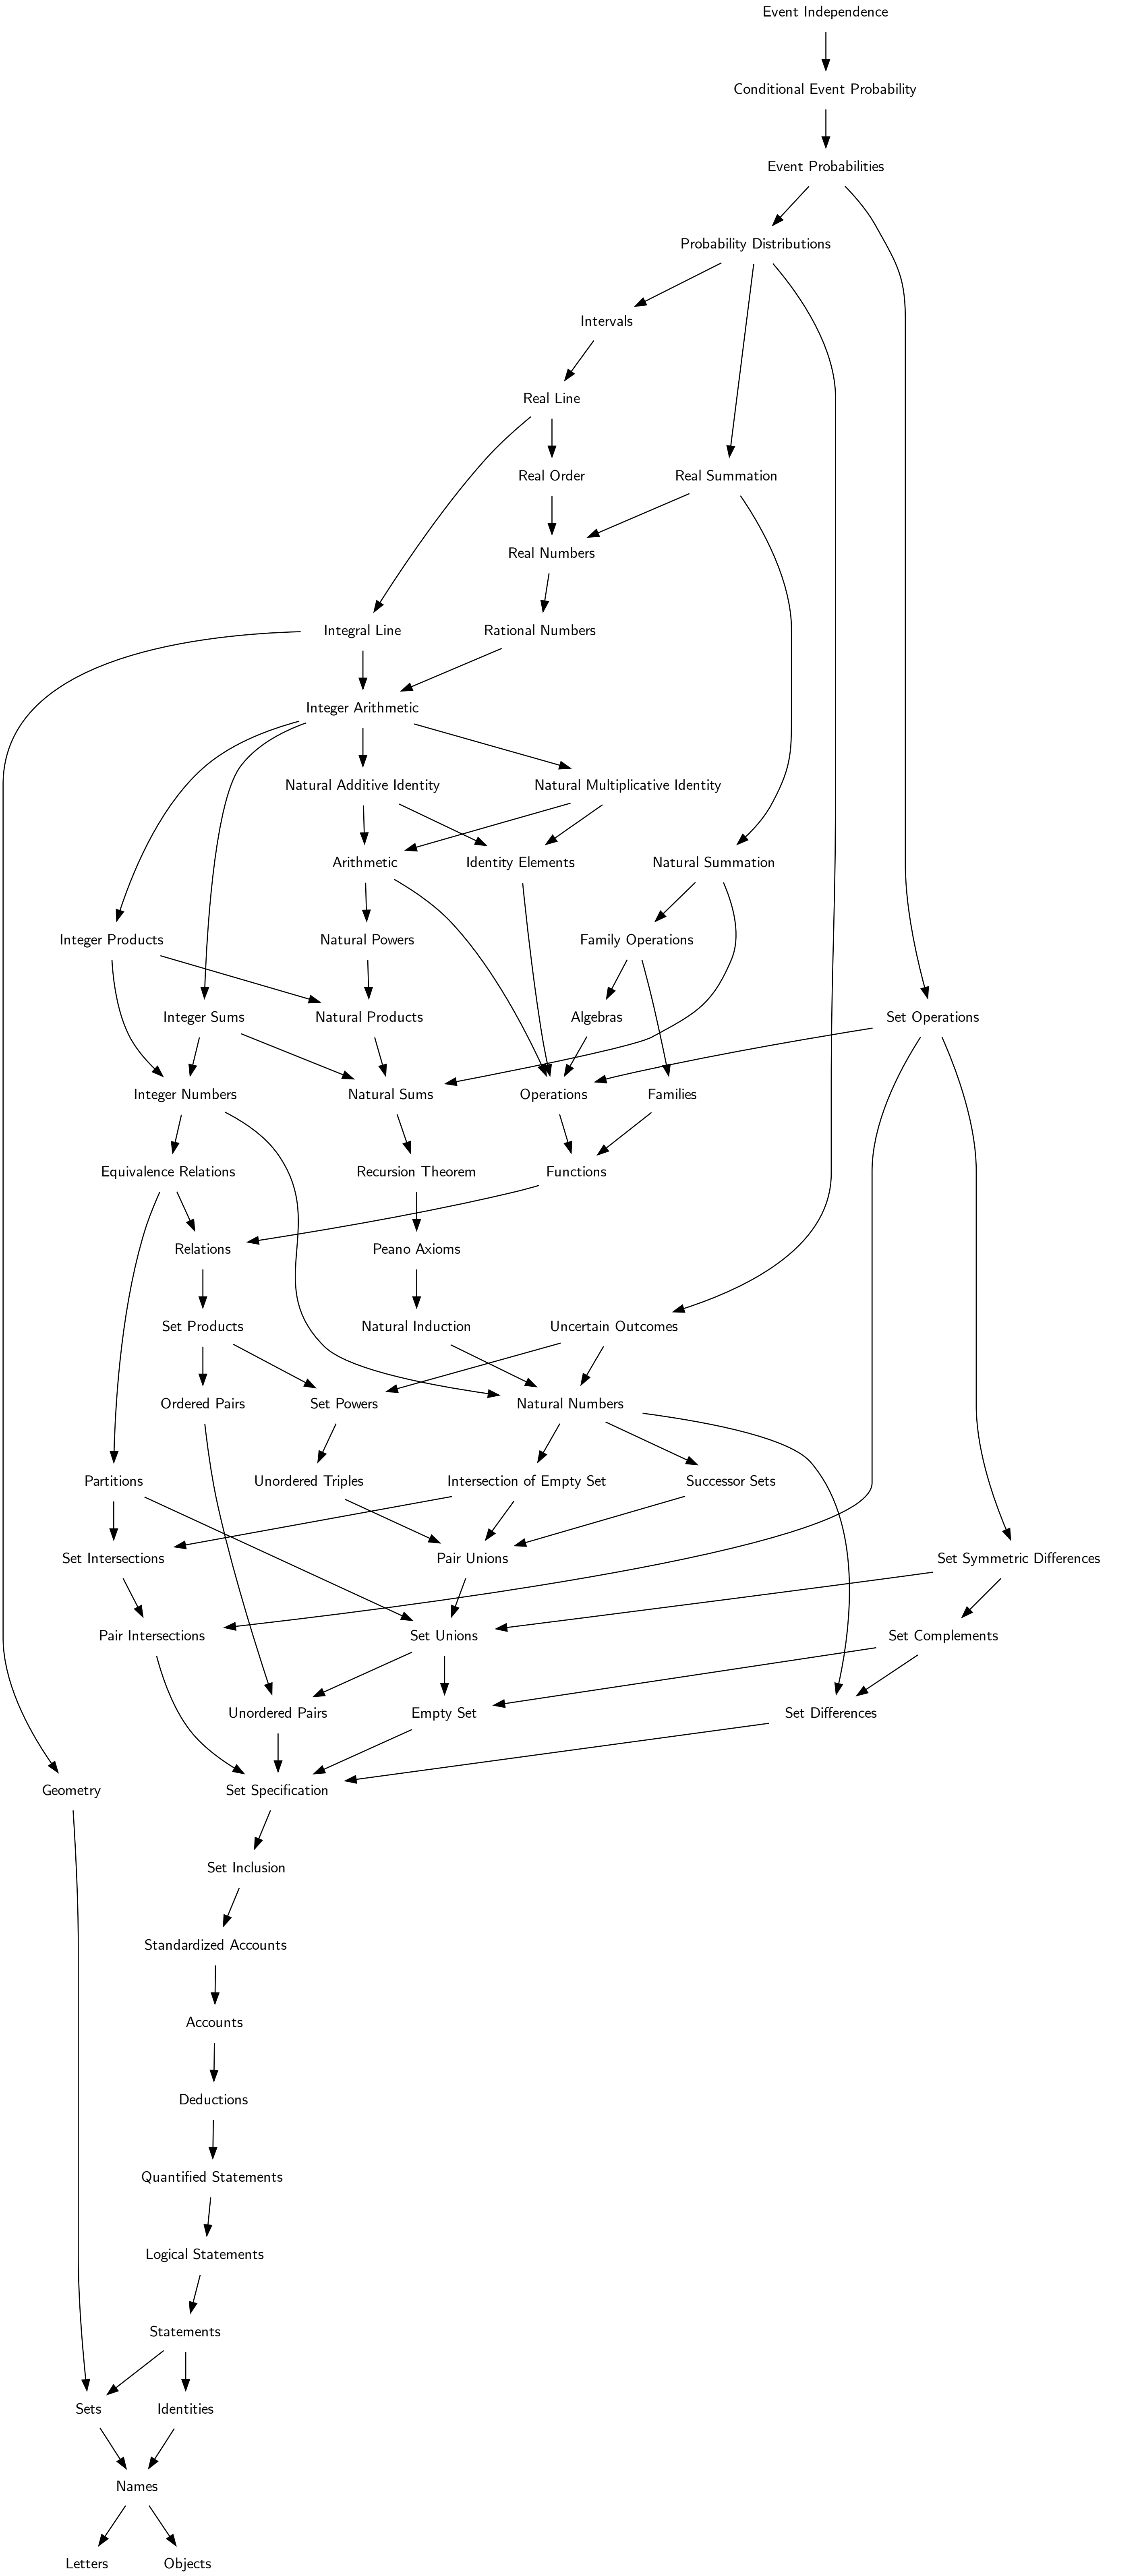 Event Independence
Conditional Event Probability
Event Probabilities
Probability Distributions
Intervals
Real Line
Real Order
Real Summation
Real Numbers
Integral Line
Rational Numbers
Integer Arithmetic
Natural Additive Identity
Natural Multiplicative Identity
Arithmetic
Identity Elements
Natural Summation
Integer Products
Natural Powers
Family Operations
Integer Sums
Natural Products
Algebras
Set Operations
Integer Numbers
Natural Sums
Operations
Families
Equivalence Relations
Recursion Theorem
Functions
Relations
Peano Axioms
Set Products
Natural Induction
Uncertain Outcomes
Ordered Pairs
Set Powers
Natural Numbers
Partitions
Unordered Triples
Intersection of Empty Set
Successor Sets
Set Intersections
Pair Unions
Set Symmetric Differences
Pair Intersections
Set Unions
Set Complements
Unordered Pairs
Empty Set
Set Differences
Geometry
Set Specification
Set Inclusion
Standardized Accounts
Accounts
Deductions
Quantified Statements
Logical Statements
Statements
Sets
Identities
Names
Letters
Objects